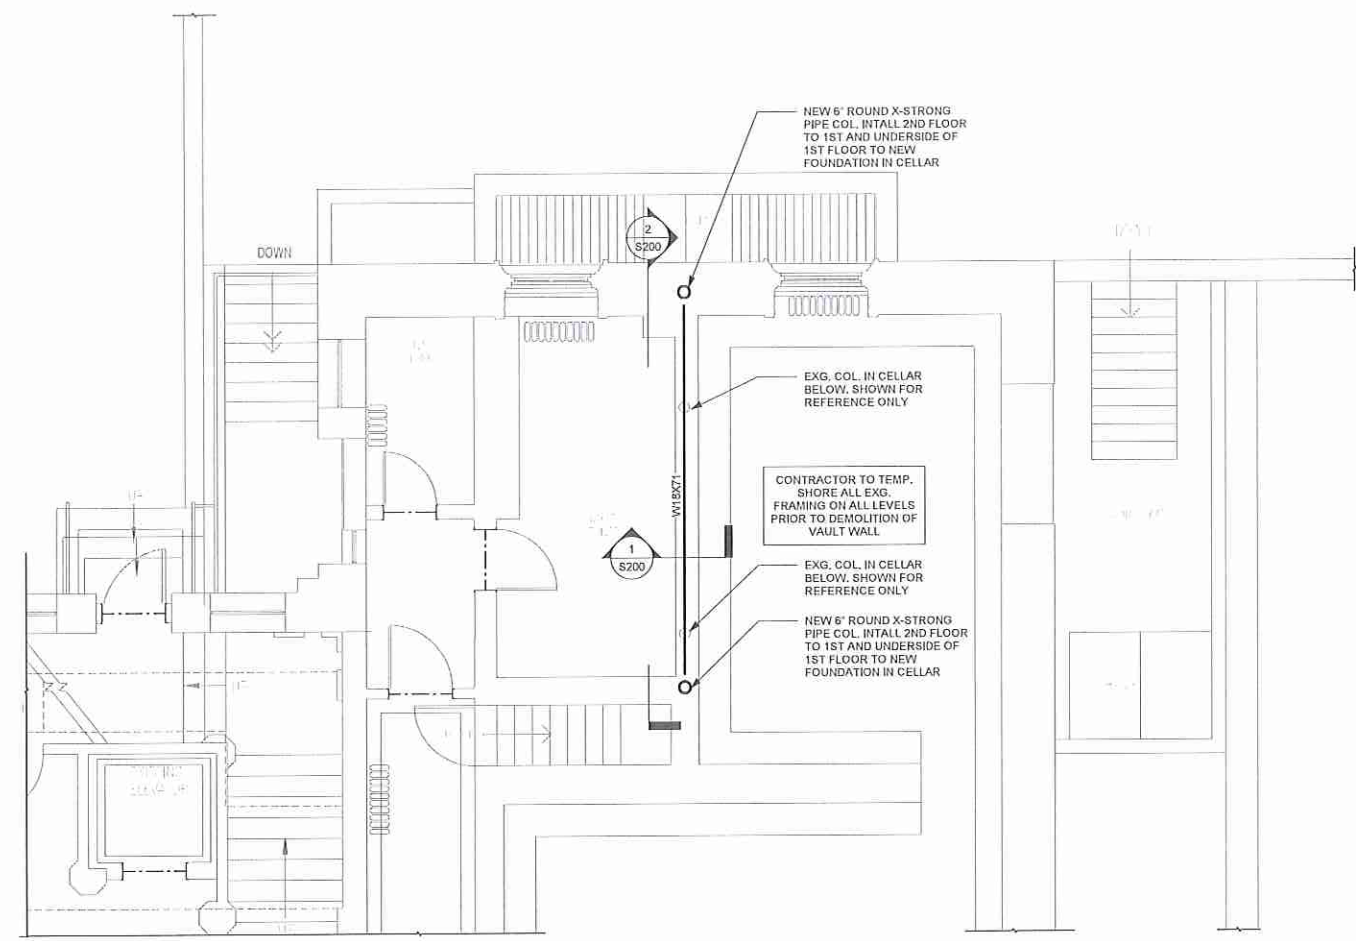 NEW 6" ROUND X-STRONG
PIPE COL. INTALL 2ND FLOOR
TO 1ST AND UNDERSIDE OF
1ST FLOOR TO NEW
FOUNDATION IN CELLAR
2
S200
DOWN
EXG. COL. IN CELLAR
BELOW. SHOWN FOR
REFERENCE ONLY
W18X71
CONTRACTOR TO TEMP.
SHORE ALL EXG.
FRAMING ON ALL LEVELS
PRIOR TO DEMOLITION OF
VAULT WALL
1
S200
EXG. COL. IN CELLAR
BELOW. SHOWN FOR
REFERENCE ONLY
NEW 6" ROUND X-STRONG
PIPE COL. INTALL 2ND FLOOR
TO 1ST AND UNDERSIDE OF
1ST FLOOR TO NEW
FOUNDATION IN CELLAR